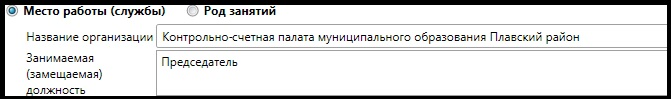 Место работы (службы) Род занятий
Название организации Контрольно-счетная палата муниципального образования Плавский район
Занимаемая (замещаемая) должность Председатель